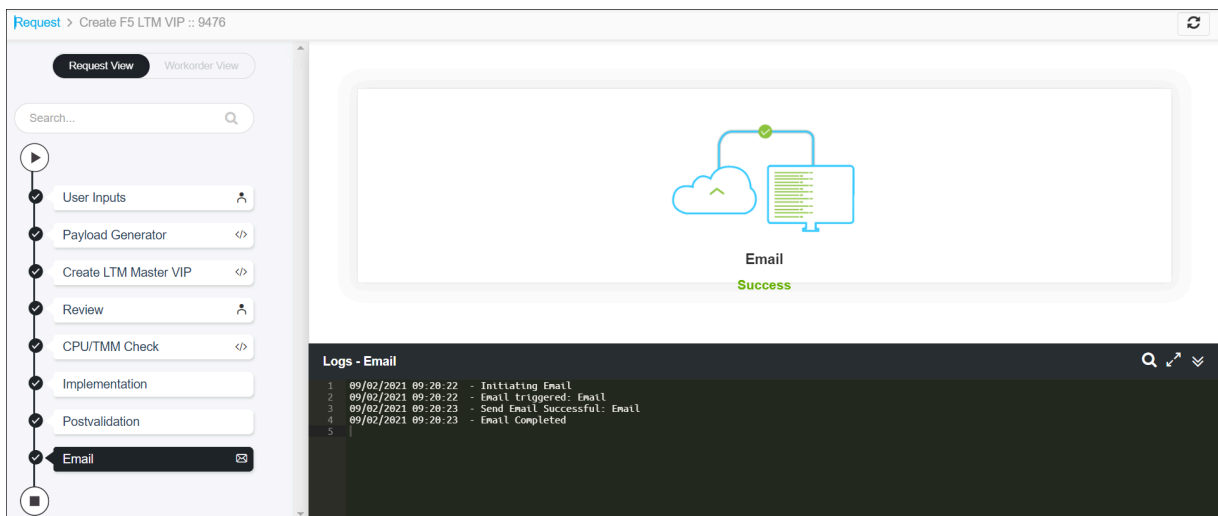 Request > Create F5 LTM VIP :: 9476
Request View
Workorder View
Search...
User Inputs
Payload Generator
Create LTM Master VIP
Review
CPU/TMM Check
Implementation
Postvalidation
Email
Email
Success
Logs - Email
1 09/02/2021 09:20:22 - Initiating Email
2 09/02/2021 09:20:22 - Email triggered: Email
3 09/02/2021 09:20:23 - Send Email Successful: Email
4 09/02/2021 09:20:23 - Email Completed
5